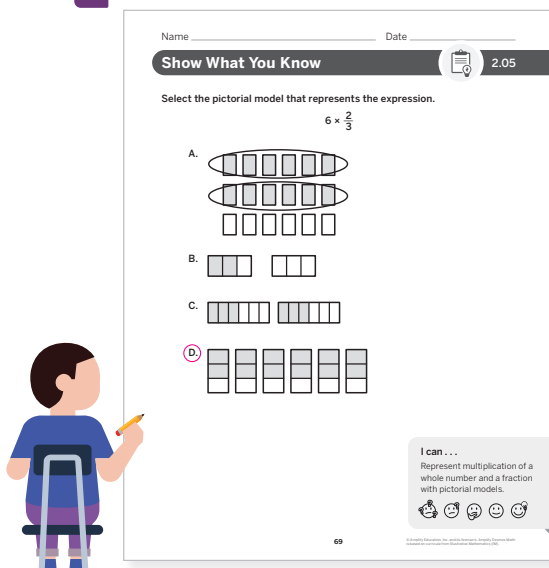 Name Date
Show What You Know 2.05
Select the pictorial model that represents the expression.
6 × 2/3
A.
B.
C.
D.
I can . . .
Represent multiplication of a
whole number and a fraction
with pictorial models.
69